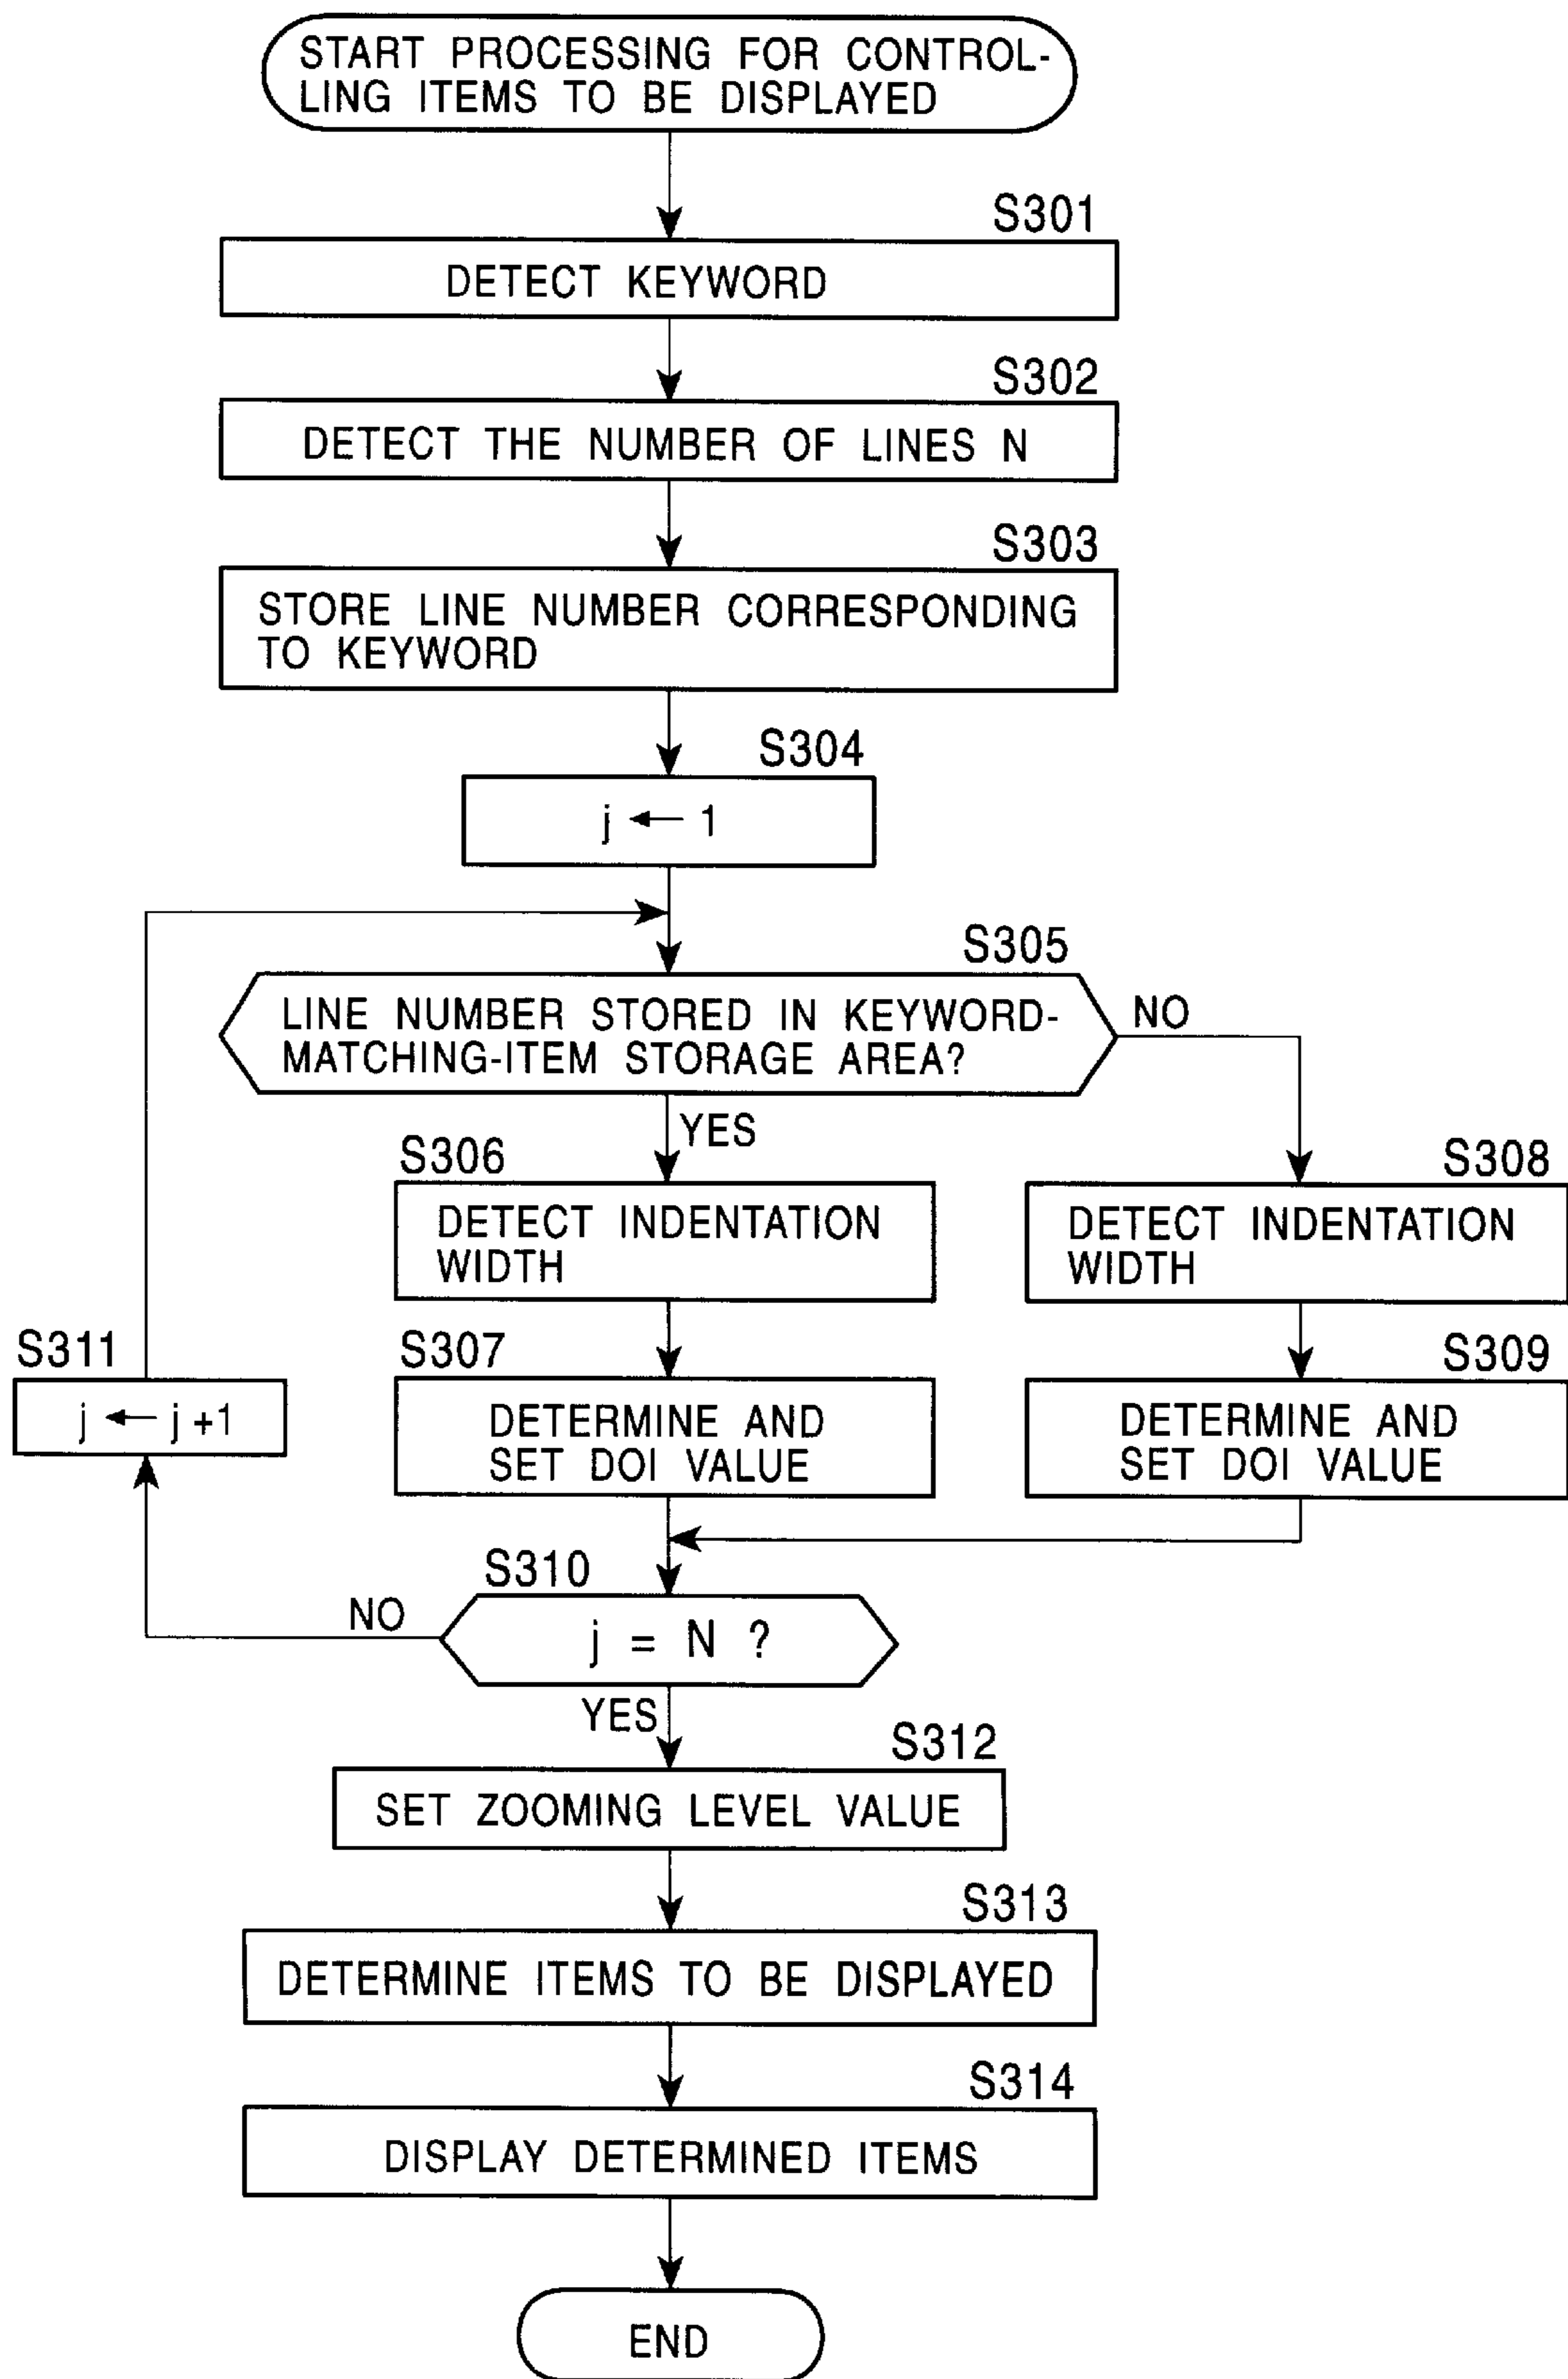 START PROCESSING FOR CONTROL-
LING ITEMS TO BE DISPLAYED
S301
DETECT KEYWORD
S302
DETECT THE NUMBER OF LINES N
S303
STORE LINE NUMBER CORRESPONDING
TO KEYWORD
S304
j ← 1
S305
LINE NUMBER STORED IN KEYWORD-
MATCHING-ITEM STORAGE AREA?
NO
YES
S306
DETECT INDENTATION
WIDTH
S308
DETECT INDENTATION
WIDTH
S311
j ← j +1
S307
DETERMINE AND
SET DOI VALUE
S309
DETERMINE AND
SET DOI VALUE
S310
j = N ?
NO
YES
S312
SET ZOOMING LEVEL VALUE
S313
DETERMINE ITEMS TO BE DISPLAYED
S314
DISPLAY DETERMINED ITEMS
END